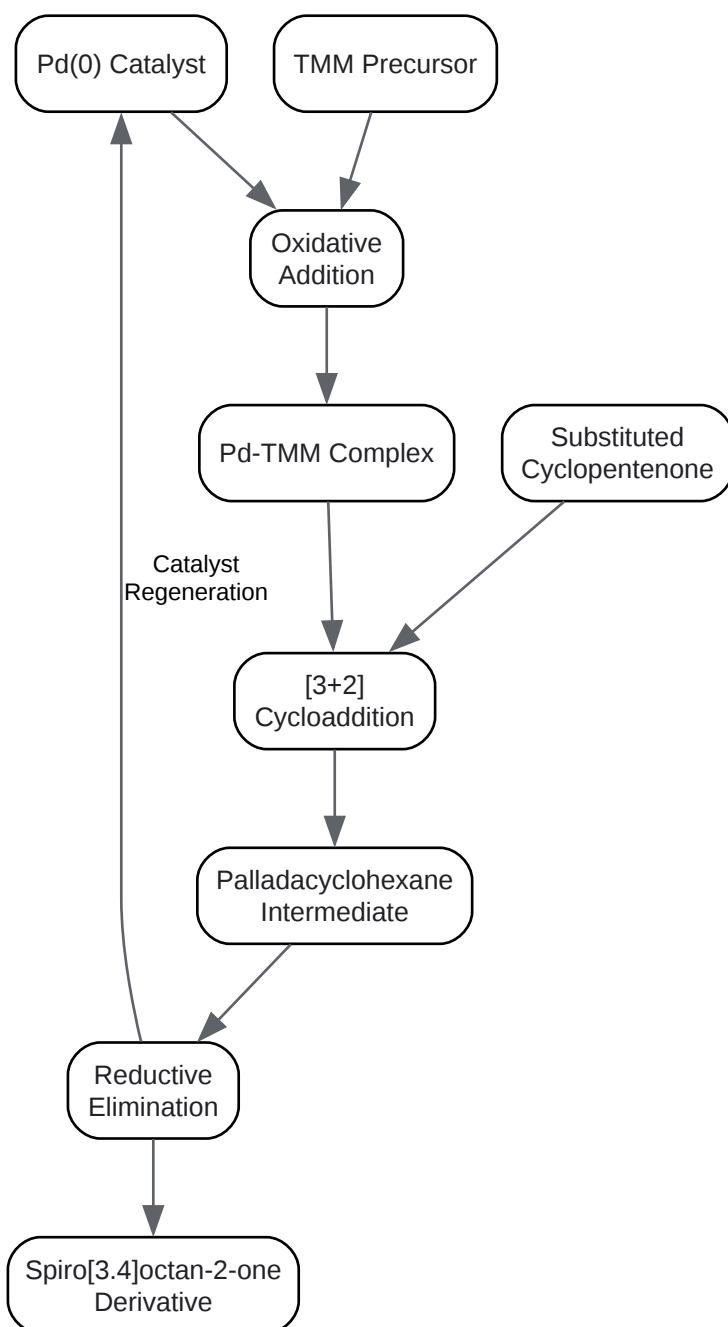 Pd(0) Catalyst
TMM Precursor
Oxidative
Addition
Pd-TMM Complex
Substituted
Cyclopentenone
Catalyst
Regeneration
[3+2]
Cycloaddition
Palladacyclohexane
Intermediate
Reductive
Elimination
Spiro[3.4]octan-2-one
Derivative